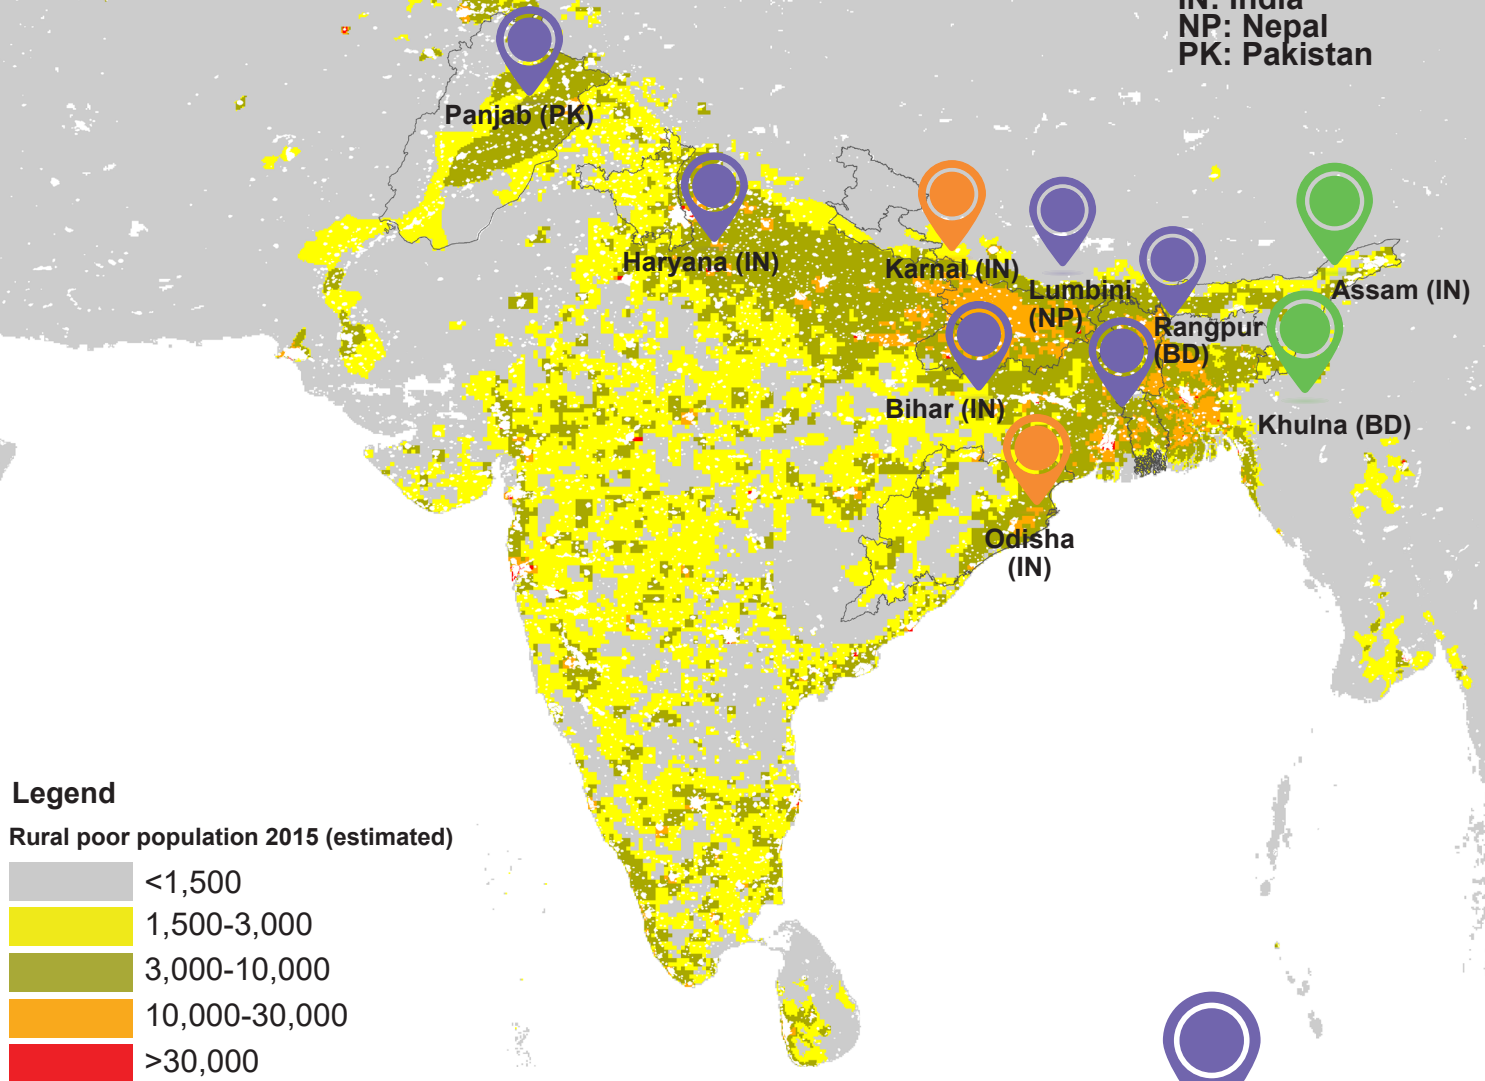 IN: India
NP: Nepal
PK: Pakistan
Panjab (PK)
Haryana (IN)
Karnal (IN)
Lumbini
(NP)
Assam (IN)
Rangpur
(BD)
Bihar (IN)
Khulna (BD)
Odisha
(IN)
Legend
Rural poor population 2015 (estimated)
<1,500
1,500-3,000
3,000-10,000
10,000-30,000
>30,000